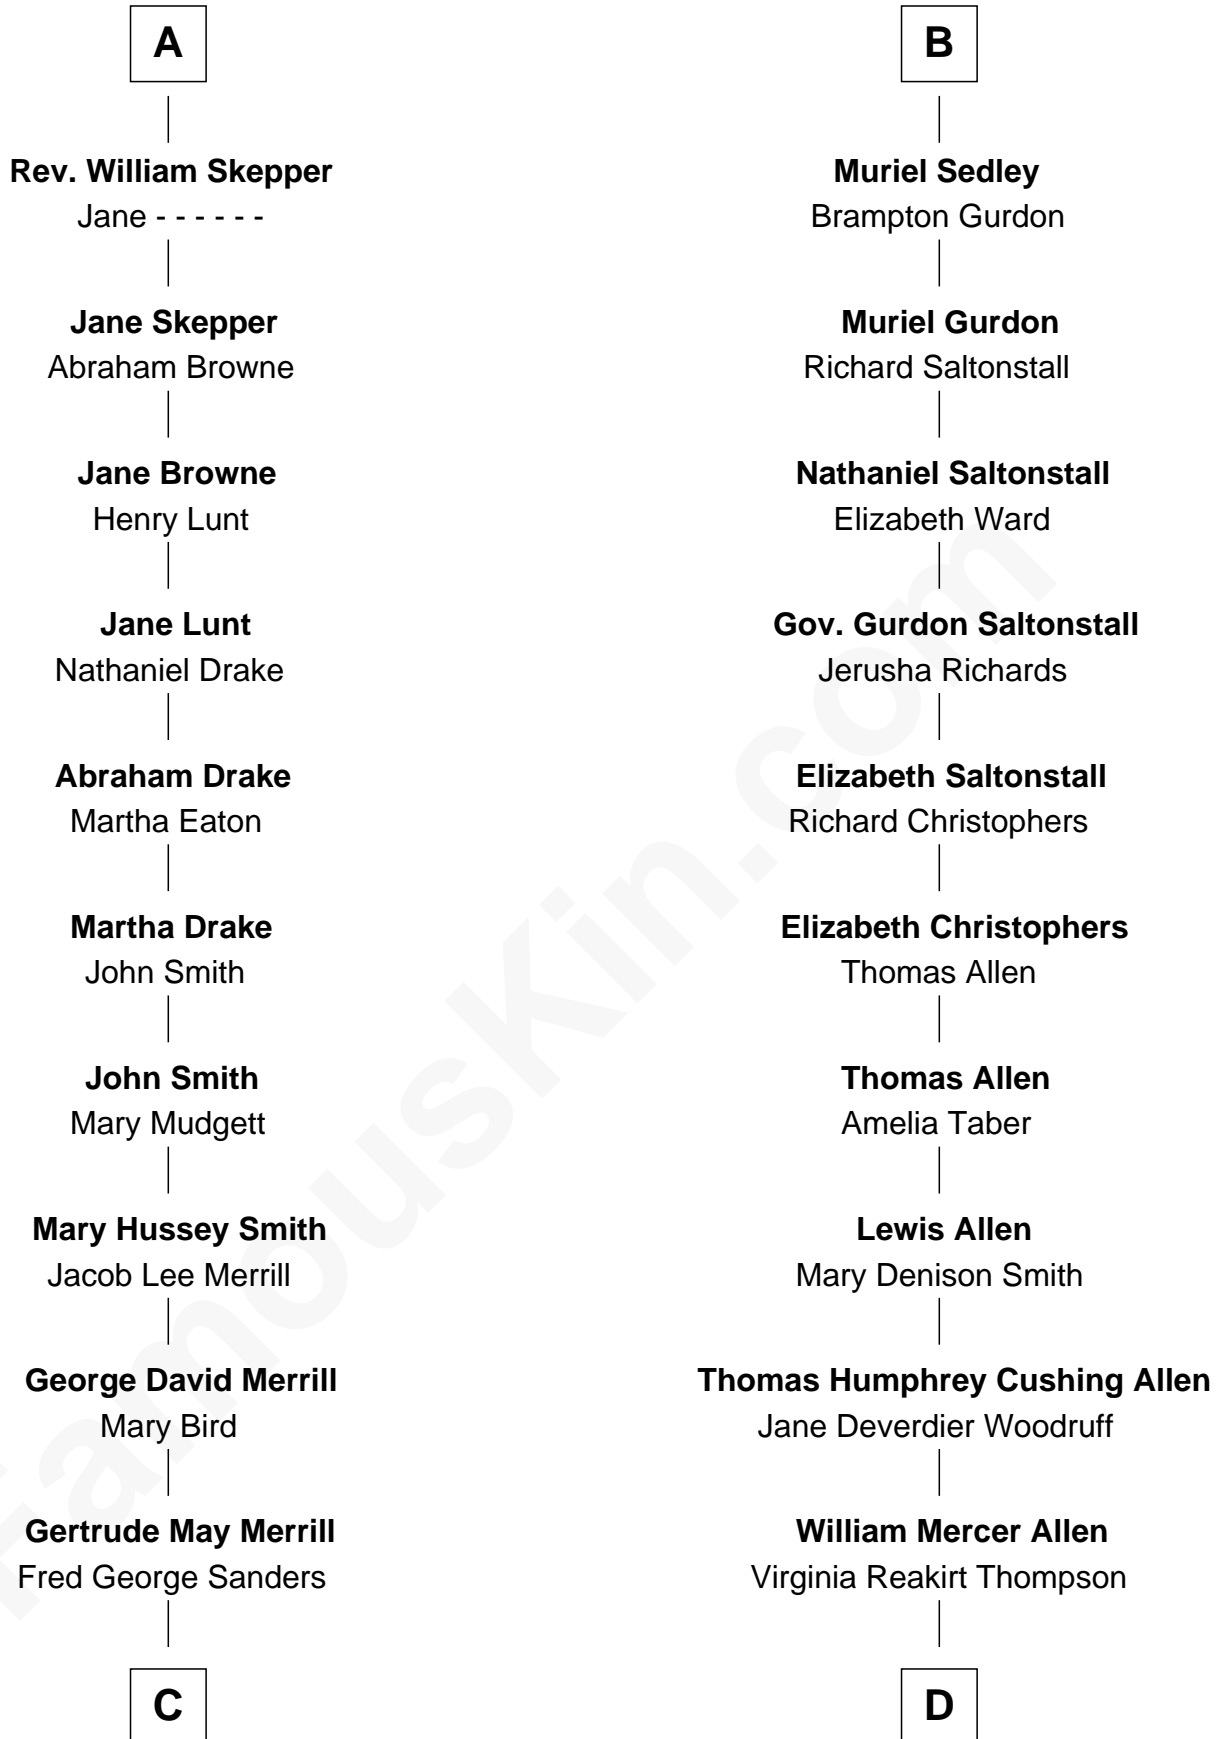 A
Rev. William Skepper
Jane - - - - - -
Jane Skepper
Abraham Browne
Jane Browne
Henry Lunt
Jane Lunt
Nathaniel Drake
Abraham Drake
Martha Eaton
Martha Drake
John Smith
John Smith
Mary Mudgett
Mary Hussey Smith
Jacob Lee Merrill
George David Merrill
Mary Bird
Gertrude May Merrill
Fred George Sanders
C
B
Muriel Sedley
Brampton Gurdon
Muriel Gurdon
Richard Saltonstall
Nathaniel Saltonstall
Elizabeth Ward
Gov. Gurdon Saltonstall
Jerusha Richards
Elizabeth Saltonstall
Richard Christophers
Elizabeth Christophers
Thomas Allen
Thomas Allen
Amelia Taber
Lewis Allen
Mary Denison Smith
Thomas Humphrey Cushing Allen
Jane Deverdier Woodruff
William Mercer Allen
Virginia Reakirt Thompson
D
FamousKin.com